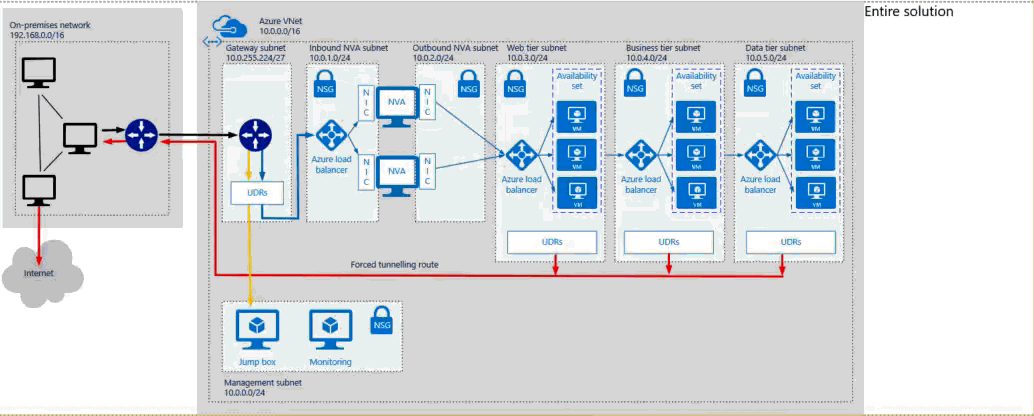 Entire solution
On-premises network
192.168.0.0/16
Azure VNet
10.0.0.0/16
Gateway subnet
10.0.255.224/27
Inbound NVA subnet
10.0.1.0/24
Outbound NVA subnet
10.0.2.0/24
Web tier subnet
10.0.3.0/24
Business tier subnet
10.0.4.0/24
Data tier subnet
10.0.5.0/24
NSG
NSG
NSG
NSG
NSG
Availability
set
Availability
set
Availability
set
NIC
NVA
NIC
NIC
NVA
NIC
VM
VM
VM
VM
VM
VM
VM
VM
VM
Azure load
balancer
Azure load
balancer
Azure load
balancer
Azure load
balancer
UDRs
UDRs
UDRs
UDRs
Forced tunnelling route
Internet
NSG
Jump box
Monitoring
Management subnet
10.0.0.0/24